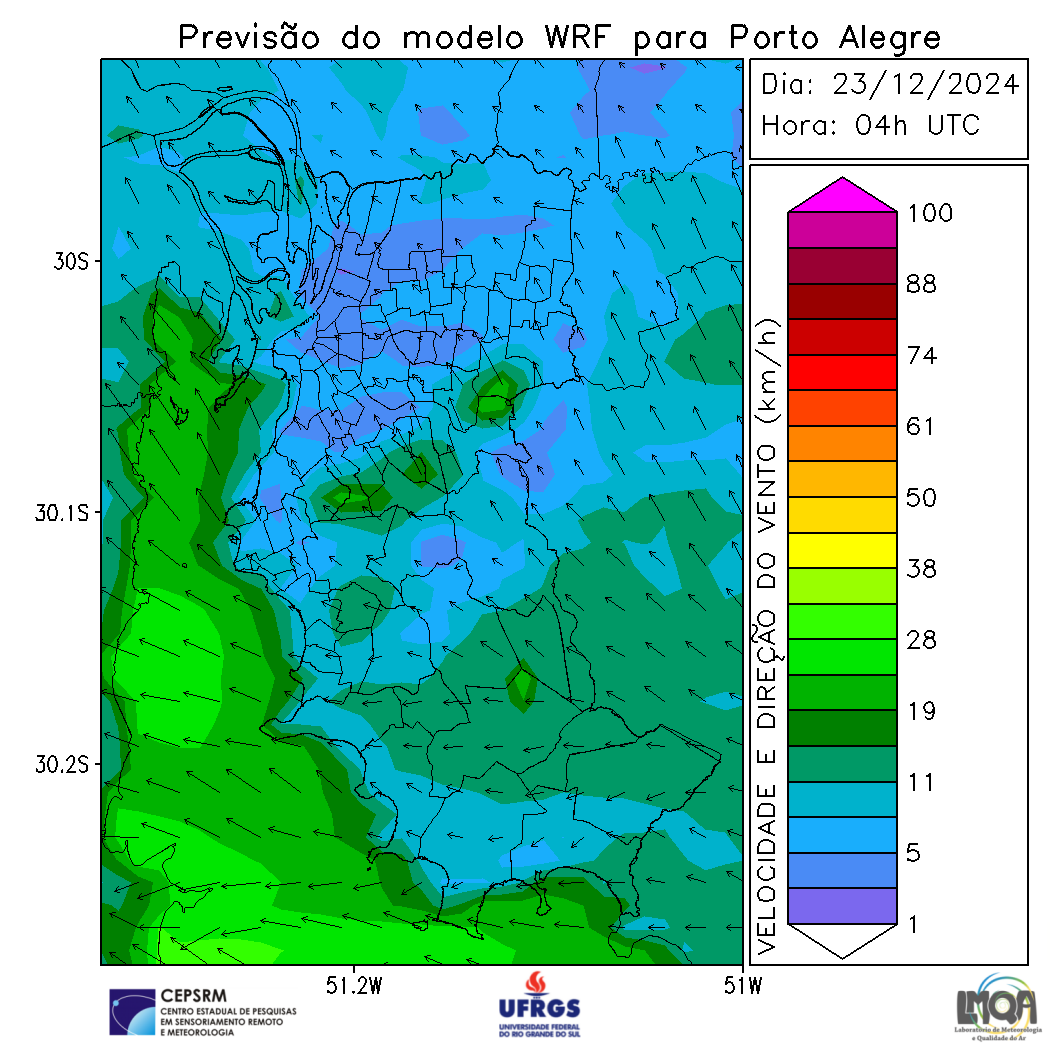 Previsão do modelo WRF para Porto Alegre
Dia: 23/12/2024
Hora: 04h UTC
30S
30.1S
30.2S
51.2W
51W
VELOCIDADE E DIREÇÃO DO VENTO (km/h)
100
88
74
61
50
38
28
19
11
5
1
CEPSRM
CENTRO ESTADUAL DE PESQUISAS
EM SENSORIAMENTO REMOTO
E METEOROLOGIA
UFRGS
UNIVERSIDADE FEDERAL
DO RIO GRANDE DO SUL
LMQA
Laboratório de Meteorologia
e Qualidade do Ar